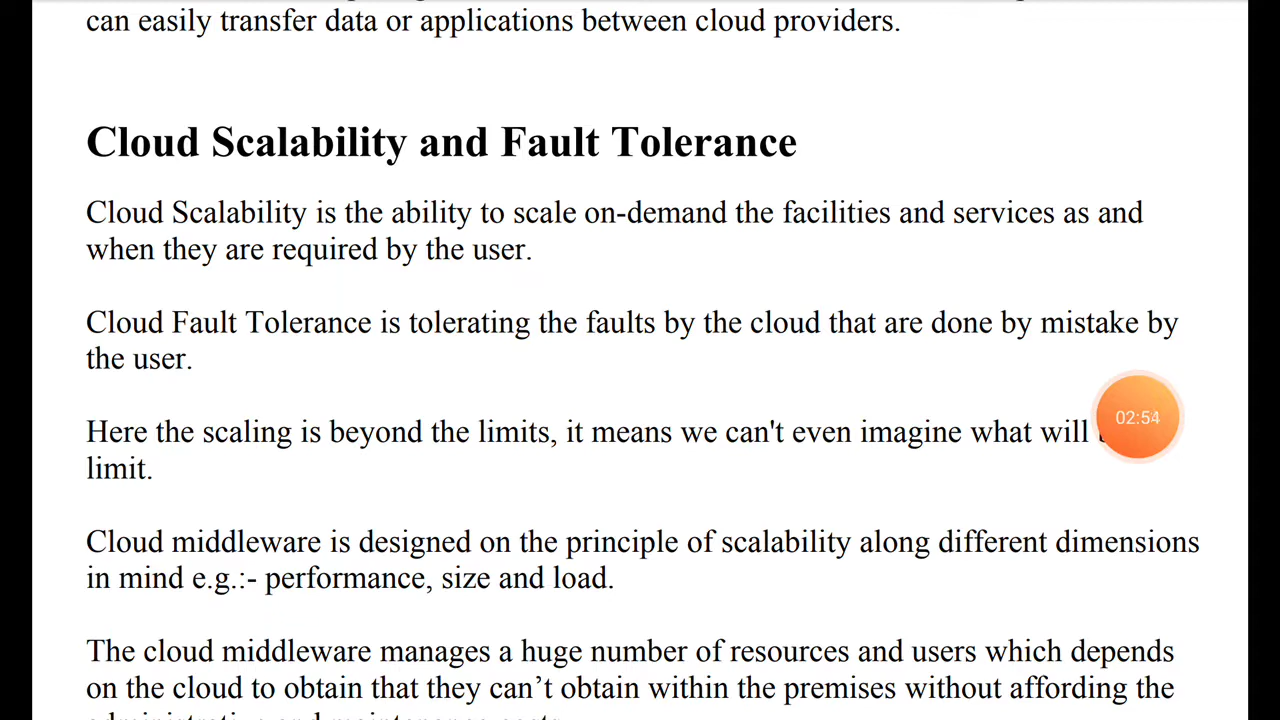 can easily transfer data or applications between cloud providers.
Cloud Scalability and Fault Tolerance
Cloud Scalability is the ability to scale on-demand the facilities and services as and
when they are required by the user.
Cloud Fault Tolerance is tolerating the faults by the cloud that are done by mistake by
the user.
Here the scaling is beyond the limits, it means we can't even imagine what will
02:54
limit.
Cloud middleware is designed on the principle of scalability along different dimensions
in mind e.g.:- performance, size and load.
The cloud middleware manages a huge number of resources and users which depends
on the cloud to obtain that they can’t obtain within the premises without affording the